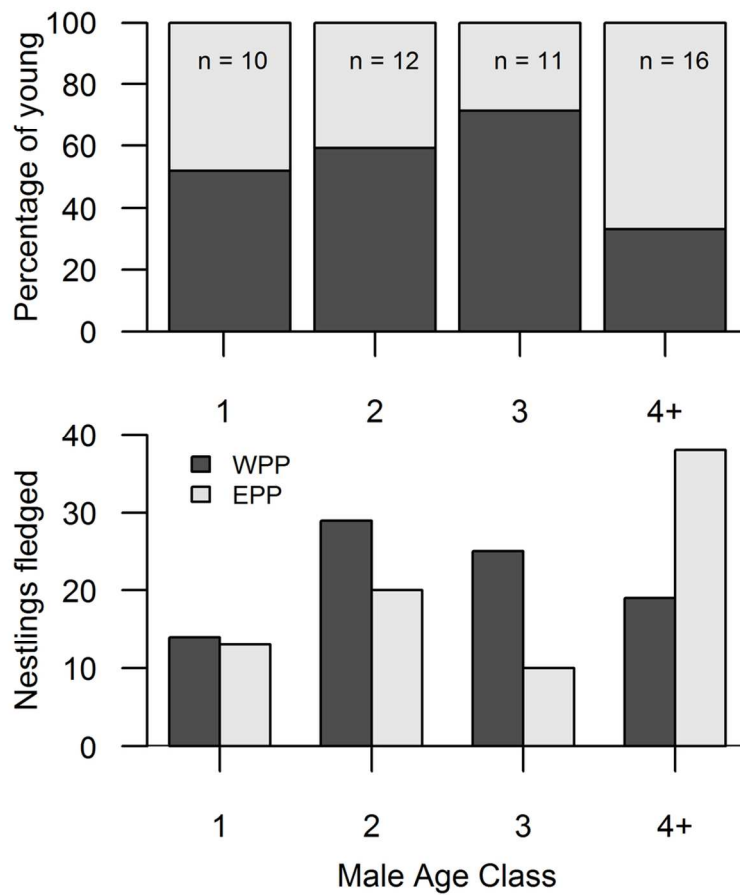 Percentage of young
100
80
60
40
20
0
n = 10 n = 12 n = 11 n = 16
1 2 3 4+
Nestlings fledged
40
30
20
10
0
WPP
EPP
1 2 3 4+
Male Age Class